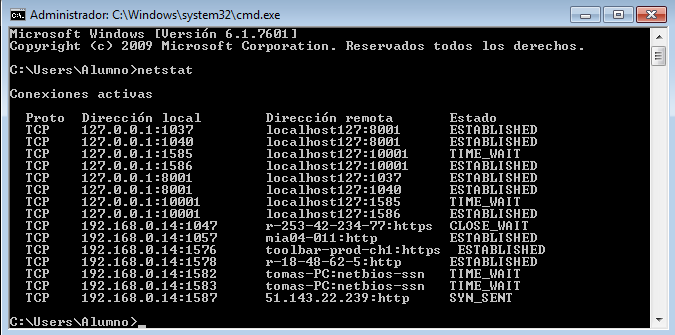 Administrador: C:\Windows\system32\cmd.exe
Microsoft Windows [Versión 6.1.7601]
Copyright (c) 2009 Microsoft Corporation. Reservados todos los derechos.
C:\Users\Alumno>netstat
Conexiones activas
Proto Dirección local Dirección remota Estado
TCP 127.0.0.1:1037 localhost127:8001 ESTABLISHED
TCP 127.0.0.1:1040 localhost127:8001 ESTABLISHED
TCP 127.0.0.1:1585 localhost127:10001 TIME_WAIT
TCP 127.0.0.1:1586 localhost127:10001 ESTABLISHED
TCP 127.0.0.1:8001 localhost127:1037 ESTABLISHED
TCP 127.0.0.1:8001 localhost127:1040 ESTABLISHED
TCP 127.0.0.1:10001 localhost127:1585 TIME_WAIT
TCP 127.0.0.1:10001 localhost127:1586 ESTABLISHED
TCP 192.168.0.14:1047 r-253-42-234-77:https CLOSE_WAIT
TCP 192.168.0.14:1057 mia04-011:http ESTABLISHED
TCP 192.168.0.14:1576 toolbar-prod-ch1:https ESTABLISHED
TCP 192.168.0.14:1578 r-18-48-62-5:http ESTABLISHED
TCP 192.168.0.14:1582 tomas-PC:netbios-ssn TIME_WAIT
TCP 192.168.0.14:1583 tomas-PC:netbios-ssn TIME_WAIT
TCP 192.168.0.14:1587 51.143.22.239:http SYN_SENT
C:\Users\Alumno>_